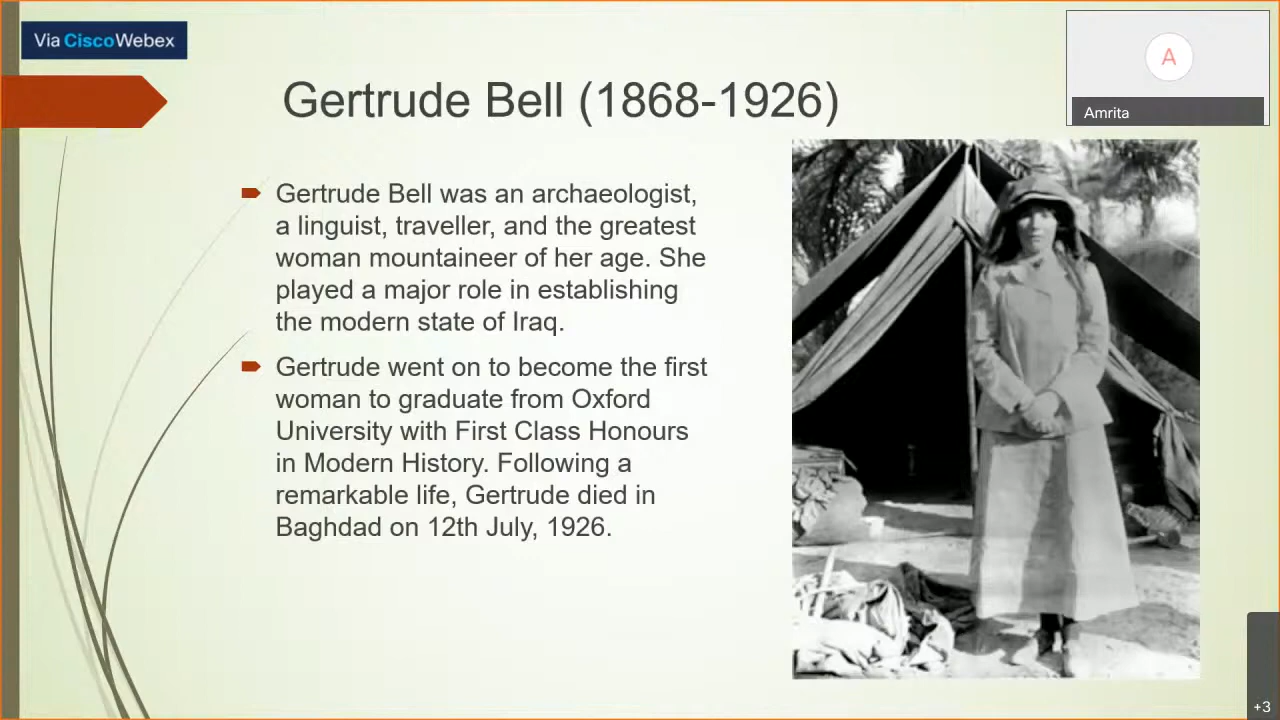 Via CiscoWebex
A
Amrita
Gertrude Bell (1868-1926)
Gertrude Bell was an archaeologist,
a linguist, traveller, and the greatest
woman mountaineer of her age. She
played a major role in establishing
the modern state of Iraq.
Gertrude went on to become the first
woman to graduate from Oxford
University with First Class Honours
in Modern History. Following a
remarkable life, Gertrude died in
Baghdad on 12th July, 1926.
+3